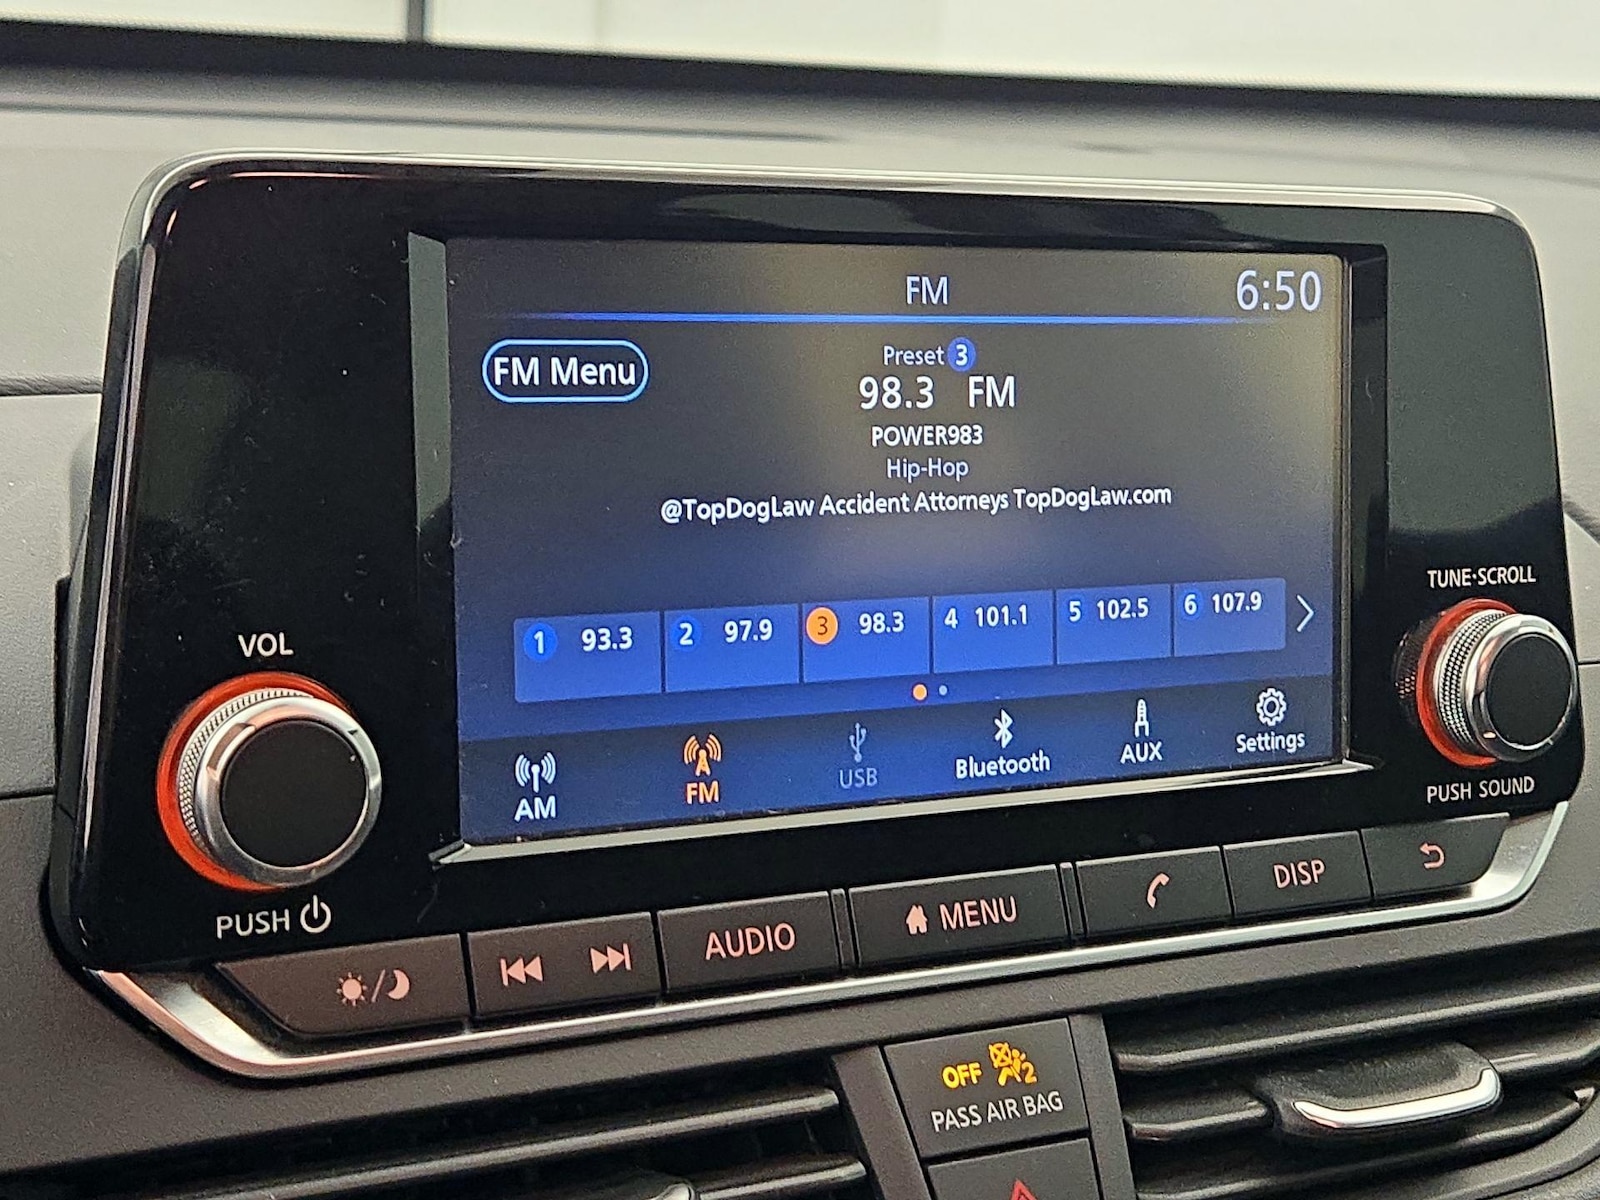 FM
6:50
FM Menu
Preset 3
98.3 FM
POWER983
Hip-Hop
@TopDogLaw Accident Attorneys TopDogLaw.com
1 93.3 2 97.9 3 98.3 4 101.1 5 102.5 6 107.9
AM FM USB Bluetooth AUX Settings
VOL
PUSH
TUNE·SCROLL
PUSH SOUND
AUDIO MENU DISP
OFF 2
PASS AIR BAG